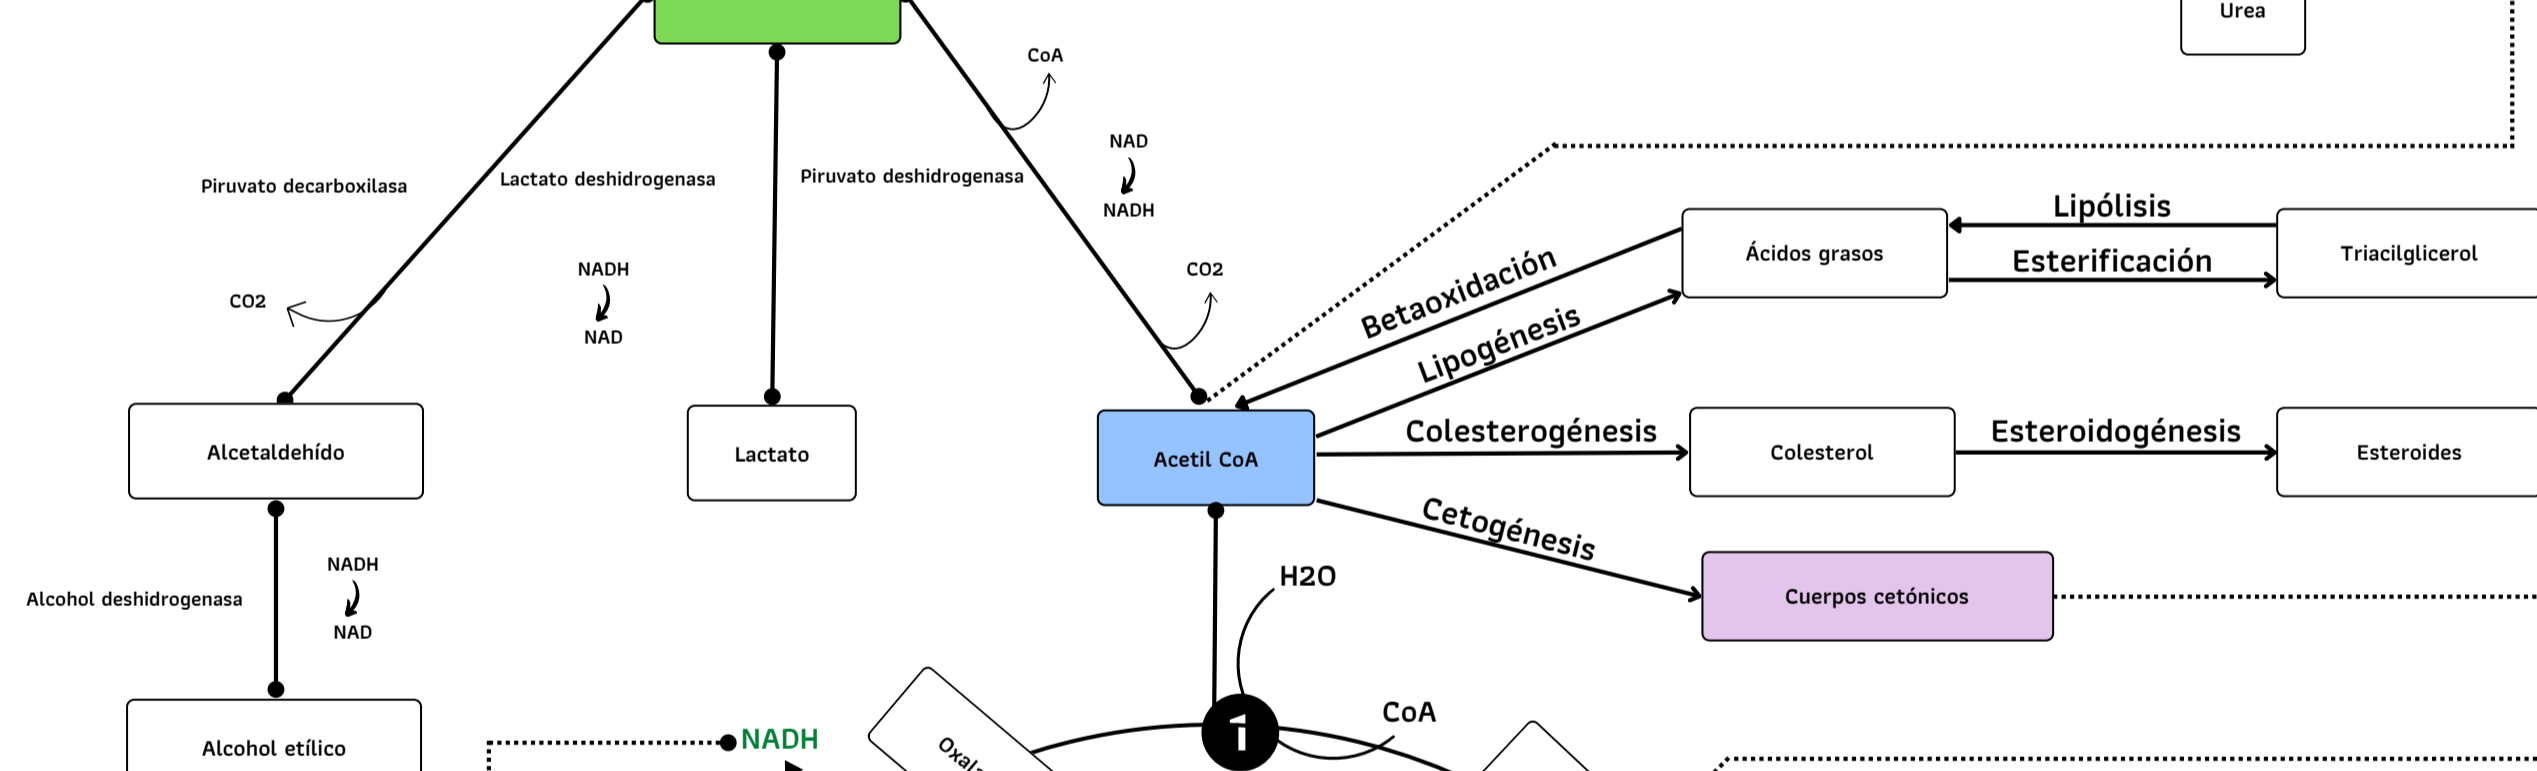 Urea
CoA
NAD
NADH
Piruvato decarboxilasa
Lactato deshidrogenasa
Piruvato deshidrogenasa
CO2
NADH
NAD
CO2
Lipólisis
Ácidos grasos
Esterificación
Triacilglicerol
Betaoxidación
Lipogénesis
Alcetaldehído
Lactato
Acetil CoA
Colesterogénesis
Colesterol
Esteroidogénesis
Esteroides
Cetogénesis
Cuerpos cetónicos
H2O
NADH
NAD
Alcohol deshidrogenasa
Alcohol etílico
NADH
1
CoA